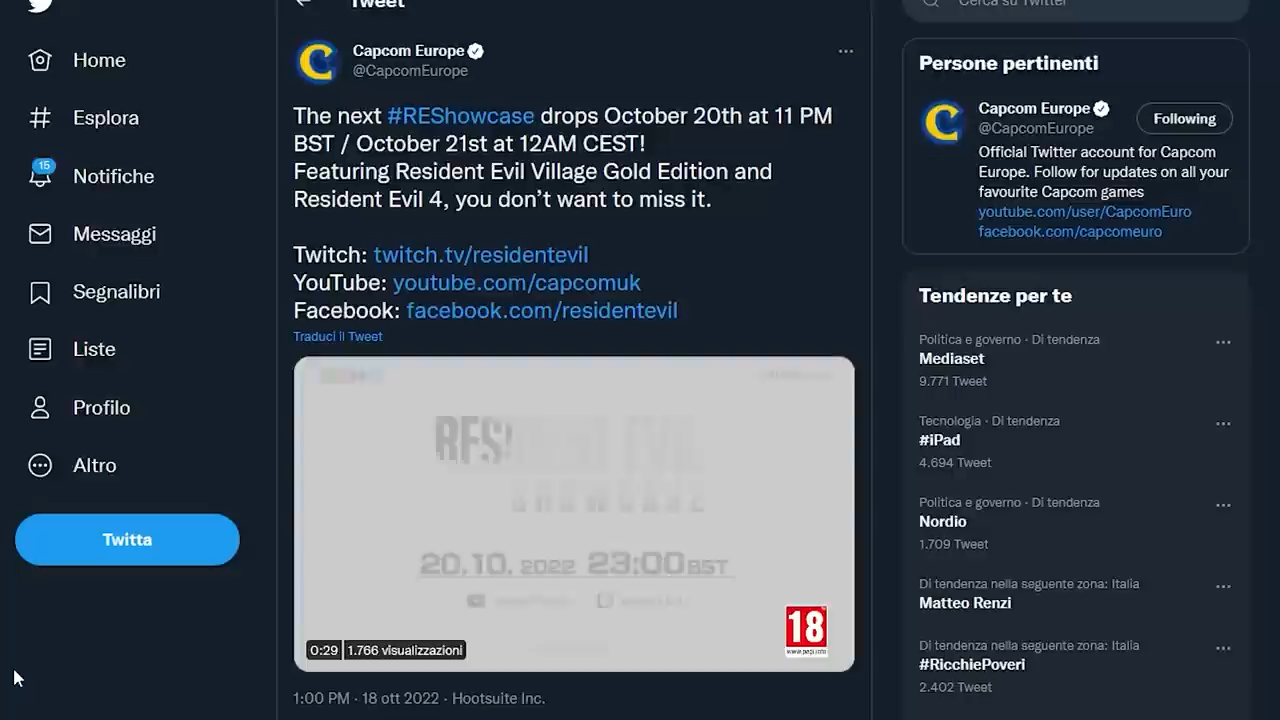 Tweet
Cerca su Twitter
Home
Esplora
15
Notifiche
Messaggi
Segnalibri
Liste
Profilo
Altro
Twitta
Capcom Europe
@CapcomEurope
The next #REShowcase drops October 20th at 11 PM
BST / October 21st at 12AM CEST!
Featuring Resident Evil Village Gold Edition and
Resident Evil 4, you don’t want to miss it.
Twitch: twitch.tv/residentevil
YouTube: youtube.com/capcomuk
Facebook: facebook.com/residentevil
Traduci il Tweet
RESIDENT EVIL
SHOWCASE
20.10.2022 23:00 BST
18
www.pegi.info
0:29 1.766 visualizzazioni
1:00 PM · 18 ott 2022 · Hootsuite Inc.
Persone pertinenti
Capcom Europe
@CapcomEurope
Following
Official Twitter account for Capcom
Europe. Follow for updates on all your
favourite Capcom games
youtube.com/user/CapcomEuro
facebook.com/capcomeuro
Tendenze per te
Politica e governo · Di tendenza
Mediaset
9.771 Tweet
Tecnologia · Di tendenza
#iPad
4.694 Tweet
Politica e governo · Di tendenza
Nordio
1.709 Tweet
Di tendenza nella seguente zona: Italia
Matteo Renzi
Di tendenza nella seguente zona: Italia
#RicchiePoveri
2.402 Tweet